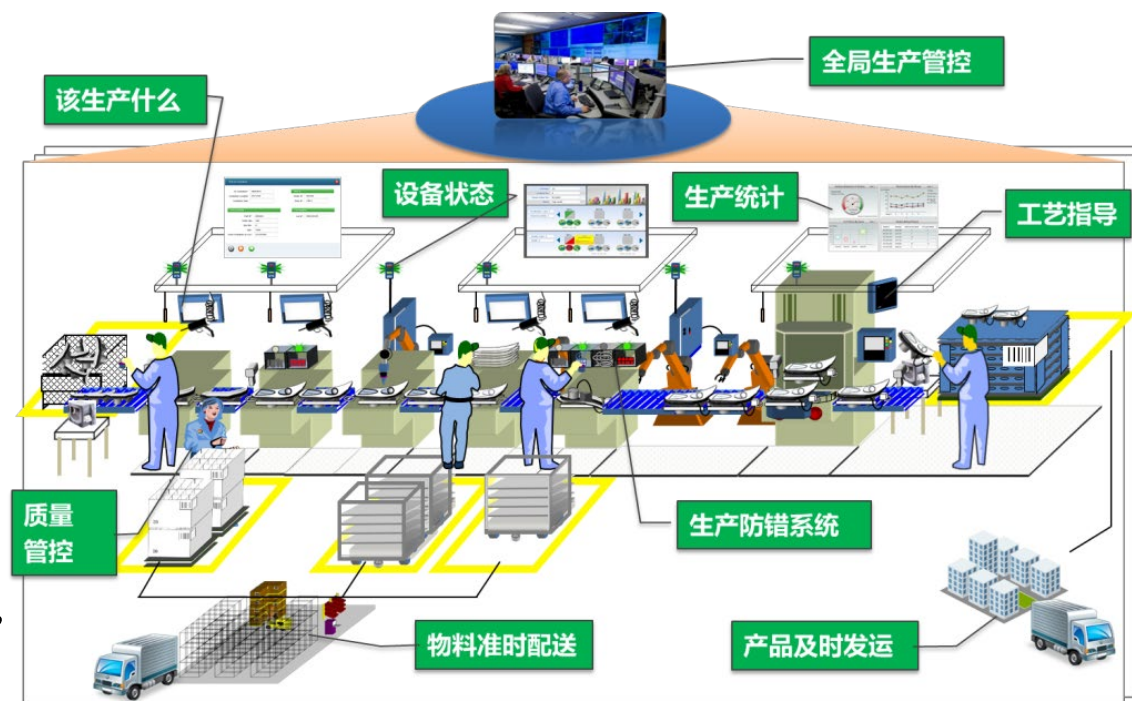 全局生产管控
该生产什么
设备状态
生产统计
工艺指导
质量
管控
生产防错系统
物料准时配送
产品及时发运